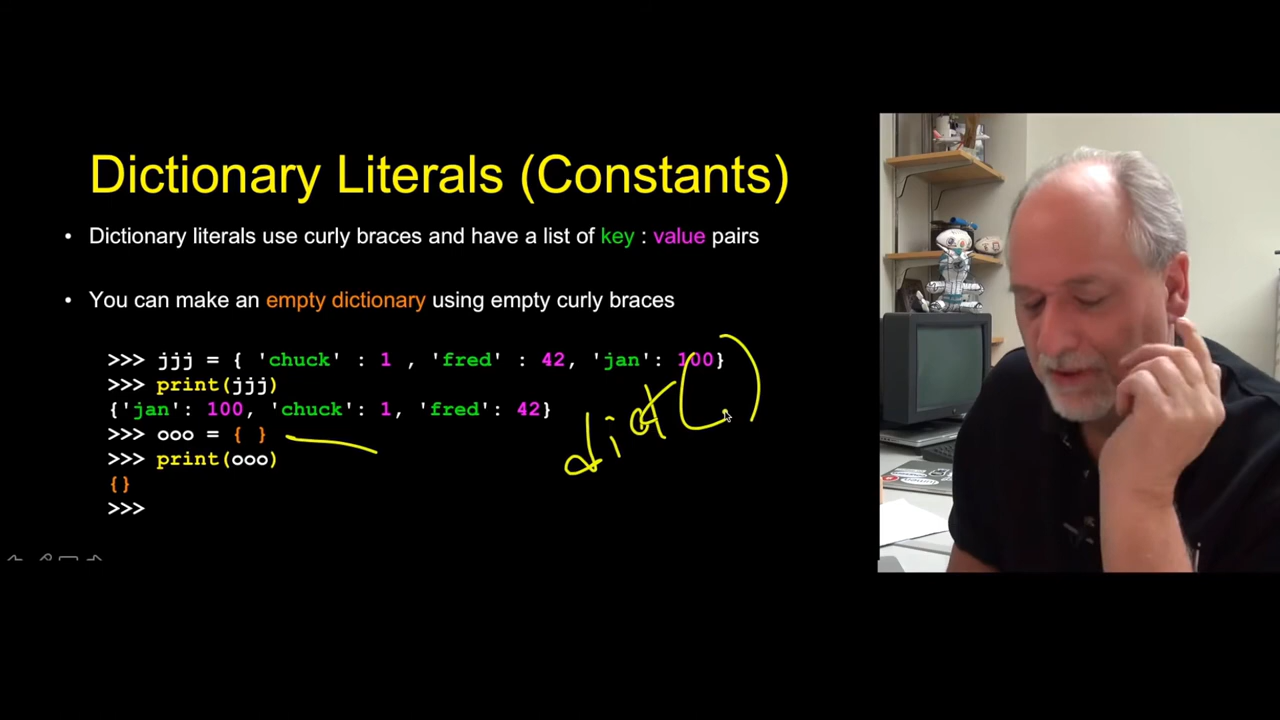 Dictionary Literals (Constants)
• Dictionary literals use curly braces and have a list of key : value pairs
• You can make an empty dictionary using empty curly braces
>>> jjj = { 'chuck' : 1 , 'fred' : 42, 'jan': 100}
>>> print(jjj)
{'jan': 100, 'chuck': 1, 'fred': 42}
>>> ooo = { }
>>> print(ooo)
{}
>>>
dict()